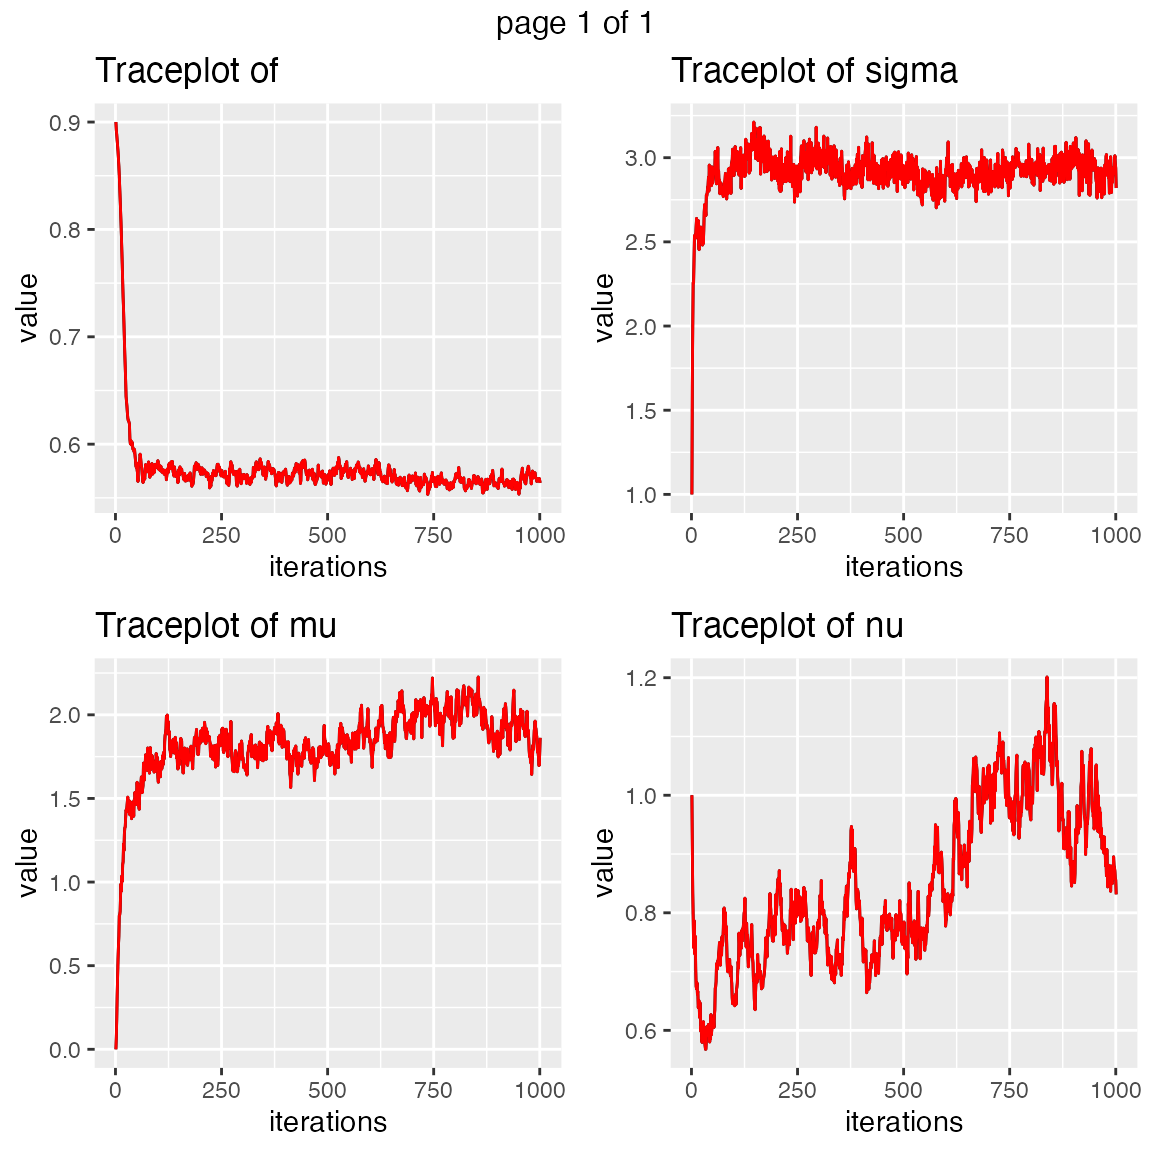 page 1 of 1
Traceplot of
0.9
0.8
0.7
0.6
value
0 250 500 750 1000
iterations
Traceplot of sigma
3.0
2.5
2.0
1.5
1.0
value
0 250 500 750 1000
iterations
Traceplot of mu
2.0
1.5
1.0
0.5
0.0
value
0 250 500 750 1000
iterations
Traceplot of nu
1.2
1.0
0.8
0.6
value
0 250 500 750 1000
iterations